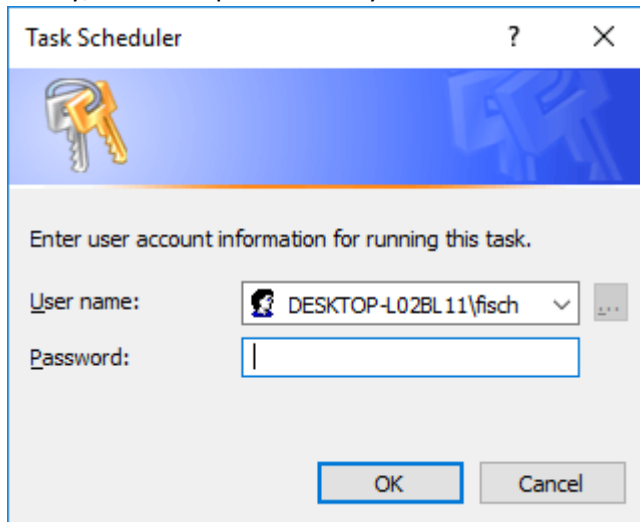 Task Scheduler ?
Enter user account information for running this task.
User name: DESKTOP-L02BL11\fisch ...
Password:
OK Cancel